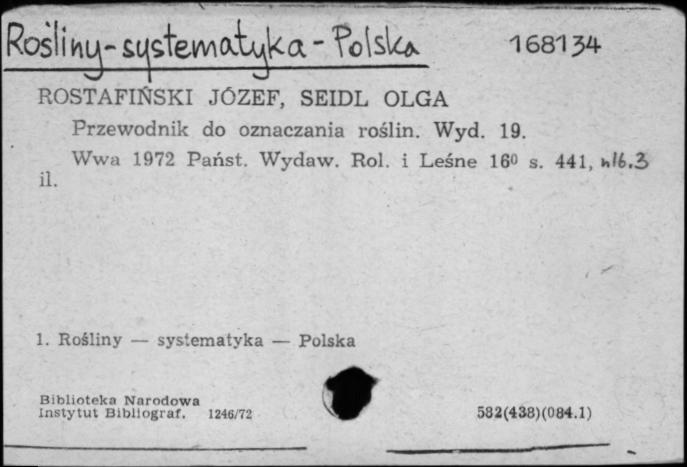 Rośliny-systematyka-Polska 168134
ROSTAFIŃSKI JÓZEF, SEIDL OLGA
Przewodnik do oznaczania roślin. Wyd. 19.
Wwa 1972 Państ. Wydaw. Rol. i Leśne 16⁰ s. 441, nlb.3
il.
1. Rośliny — systematyka — Polska
Biblioteka Narodowa
Instytut Bibliograf. 1246/72 582(438)(084.1)